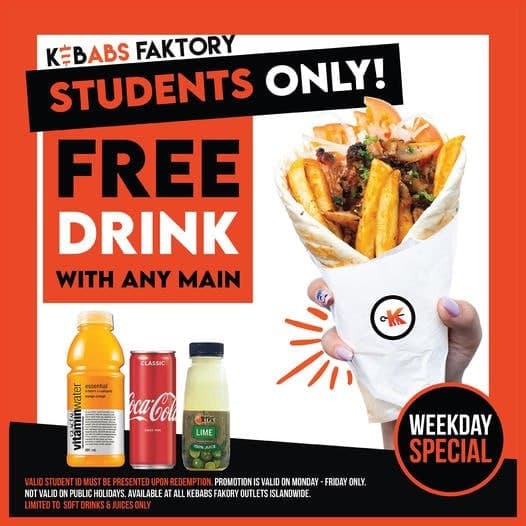 KEBABS FAKTORY
STUDENTS ONLY!
FREE
DRINK
WITH ANY MAIN
K
essential
vitaminwater
CLASSIC
Coca-Cola
LIME
100% JUICE
WEEKDAY
SPECIAL
VALID STUDENT ID MUST BE PRESENTED UPON REDEMPTION. PROMOTION IS VALID ON MONDAY - FRIDAY ONLY.
NOT VALID ON PUBLIC HOLIDAYS. AVAILABLE AT ALL KEBABS FAKORY OUTLETS ISLANDWIDE.
LIMITED TO SOFT DRINKS & JUICES ONLY